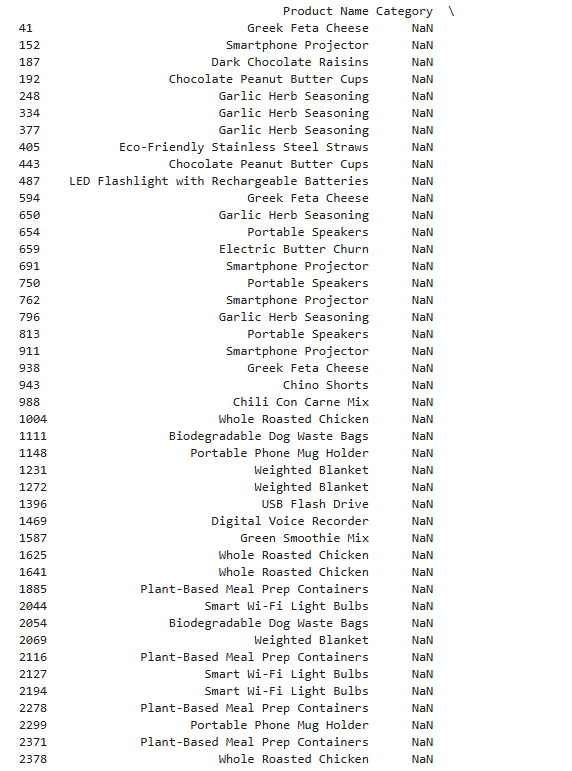 Product Name Category \
41 Greek Feta Cheese NaN
152 Smartphone Projector NaN
187 Dark Chocolate Raisins NaN
192 Chocolate Peanut Butter Cups NaN
248 Garlic Herb Seasoning NaN
334 Garlic Herb Seasoning NaN
377 Garlic Herb Seasoning NaN
405 Eco-Friendly Stainless Steel Straws NaN
443 Chocolate Peanut Butter Cups NaN
487 LED Flashlight with Rechargeable Batteries NaN
594 Greek Feta Cheese NaN
650 Garlic Herb Seasoning NaN
654 Portable Speakers NaN
659 Electric Butter Churn NaN
691 Smartphone Projector NaN
750 Portable Speakers NaN
762 Smartphone Projector NaN
796 Garlic Herb Seasoning NaN
813 Portable Speakers NaN
911 Smartphone Projector NaN
938 Greek Feta Cheese NaN
943 Chino Shorts NaN
988 Chili Con Carne Mix NaN
1004 Whole Roasted Chicken NaN
1111 Biodegradable Dog Waste Bags NaN
1148 Portable Phone Mug Holder NaN
1231 Weighted Blanket NaN
1272 Weighted Blanket NaN
1396 USB Flash Drive NaN
1469 Digital Voice Recorder NaN
1587 Green Smoothie Mix NaN
1625 Whole Roasted Chicken NaN
1641 Whole Roasted Chicken NaN
1885 Plant-Based Meal Prep Containers NaN
2044 Smart Wi-Fi Light Bulbs NaN
2054 Biodegradable Dog Waste Bags NaN
2069 Weighted Blanket NaN
2116 Plant-Based Meal Prep Containers NaN
2127 Smart Wi-Fi Light Bulbs NaN
2194 Smart Wi-Fi Light Bulbs NaN
2278 Plant-Based Meal Prep Containers NaN
2299 Portable Phone Mug Holder NaN
2371 Plant-Based Meal Prep Containers NaN
2378 Whole Roasted Chicken NaN